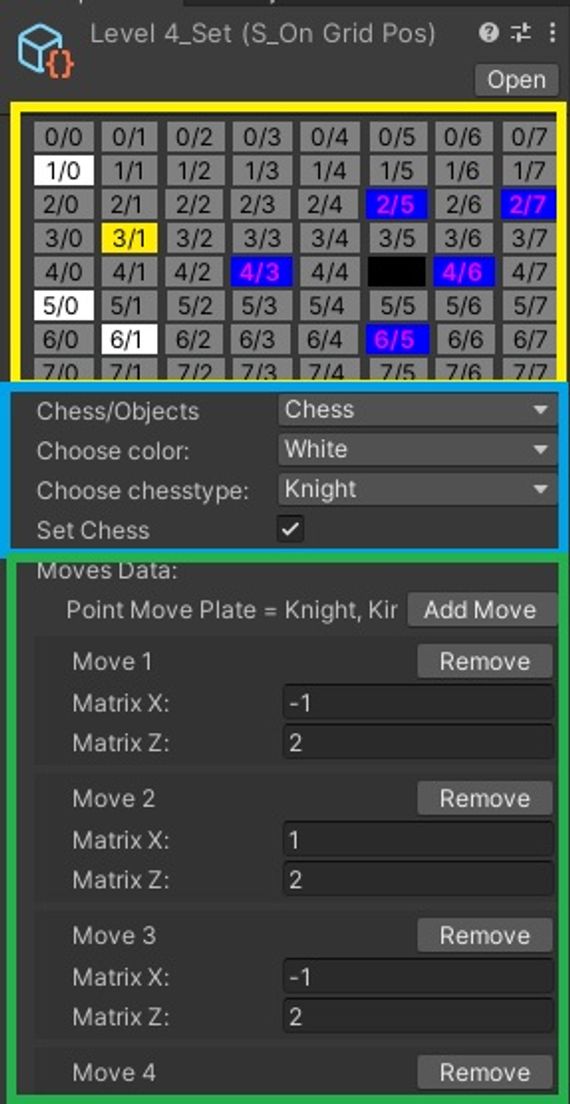 Level 4_Set (S_On Grid Pos)
Open
0/0 0/1 0/2 0/3 0/4 0/5 0/6 0/7
1/0 1/1 1/2 1/3 1/4 1/5 1/6 1/7
2/0 2/1 2/2 2/3 2/4 2/5 2/6 2/7
3/0 3/1 3/2 3/3 3/4 3/5 3/6 3/7
4/0 4/1 4/2 4/3 4/4 4/6 4/7
5/0 5/1 5/2 5/3 5/4 5/5 5/6 5/7
6/0 6/1 6/2 6/3 6/4 6/5 6/6 6/7
7/0 7/1 7/2 7/3 7/4 7/5 7/6 7/7
Chess/Objects Chess
Choose color: White
Choose chesstype: Knight
Set Chess
Moves Data:
Point Move Plate = Knight, Kir Add Move
Move 1 Remove
Matrix X: -1
Matrix Z: 2
Move 2 Remove
Matrix X: 1
Matrix Z: 2
Move 3 Remove
Matrix X: -1
Matrix Z: 2
Move 4 Remove